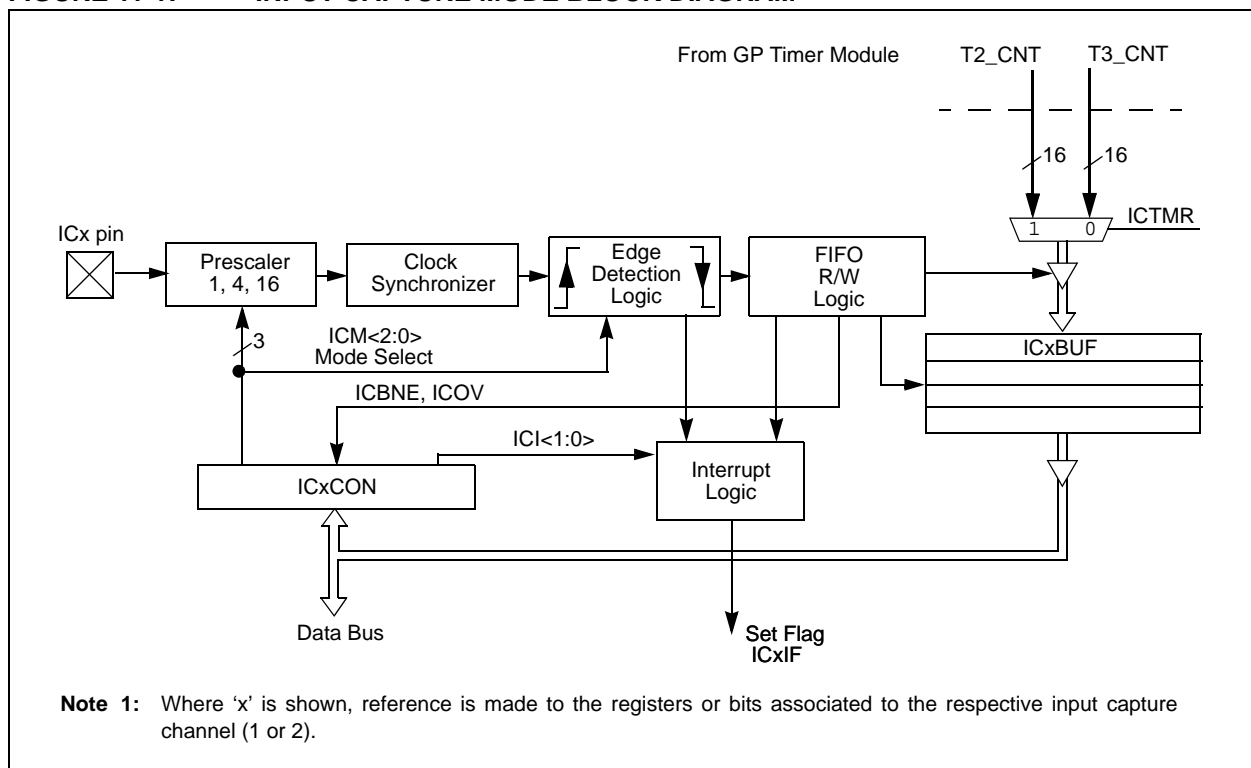 From GP Timer Module T2_CNT T3_CNT
16 16
1 0 ICTMR
ICx pin
Prescaler
1, 4, 16
Clock
Synchronizer
Edge
Detection
Logic
FIFO
R/W
Logic
3
ICM<2:0>
Mode Select
ICxBUF
ICBNE, ICOV
ICI<1:0>
ICxCON
Interrupt
Logic
Data Bus
Set Flag
ICxIF
Note 1: Where ‘x’ is shown, reference is made to the registers or bits associated to the respective input capture
channel (1 or 2).